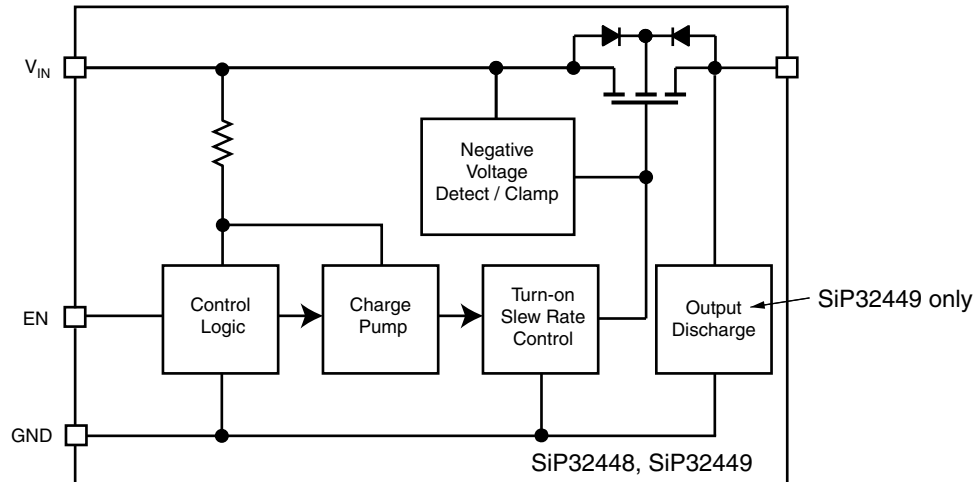 V_IN
Negative
Voltage
Detect / Clamp
EN
Control
Logic
Charge
Pump
Turn-on
Slew Rate
Control
Output
Discharge
SiP32449 only
GND
SiP32448, SiP32449